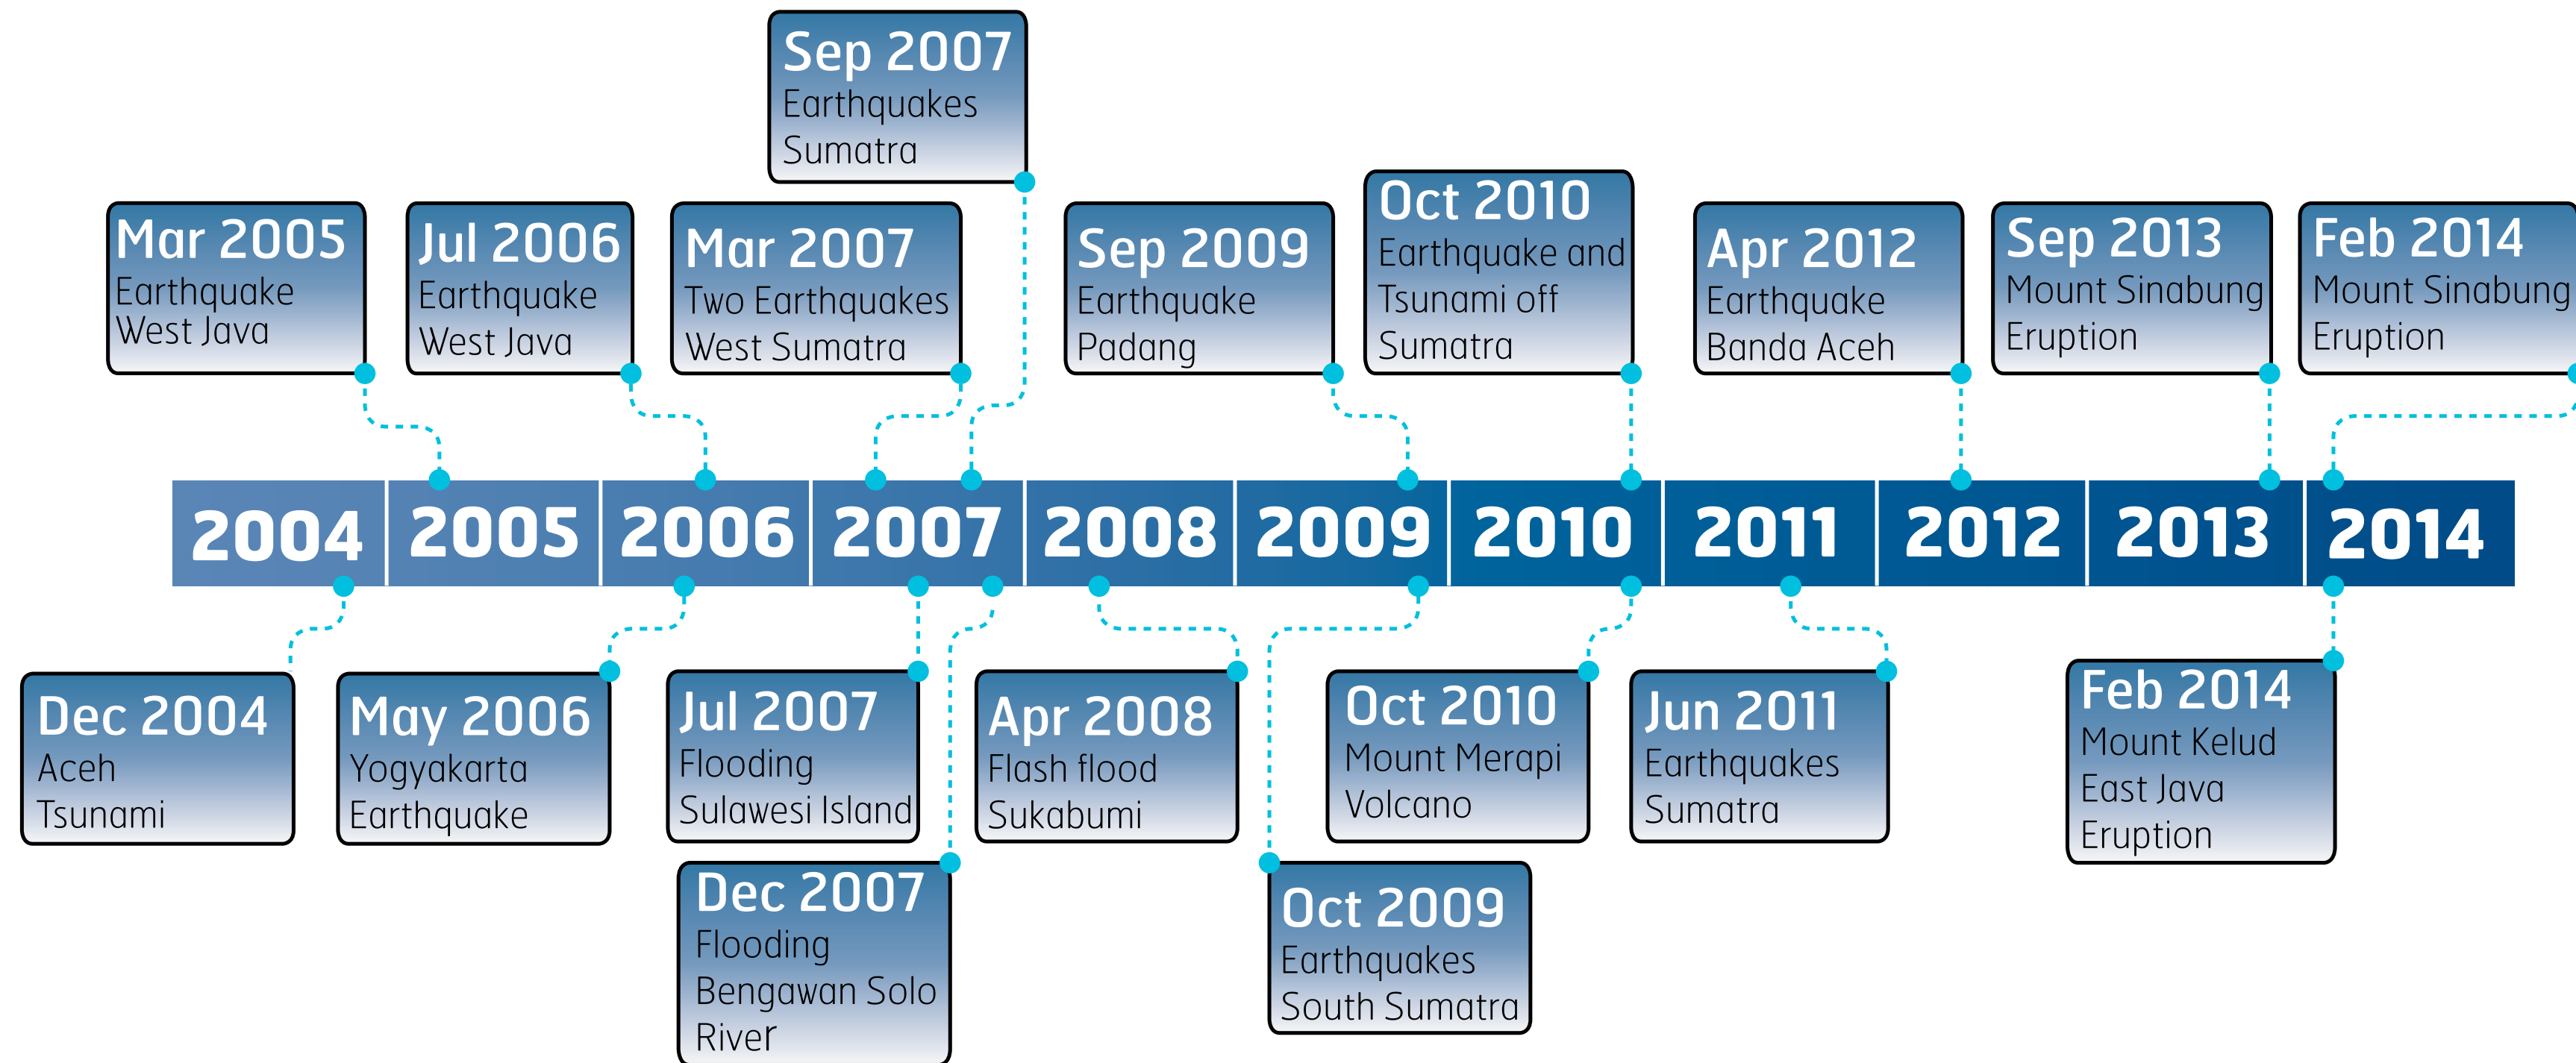 Sep 2007
Earthquakes
Sumatra
Mar 2005
Earthquake
West Java
Jul 2006
Earthquake
West Java
Mar 2007
Two Earthquakes
West Sumatra
Sep 2009
Earthquake
Padang
Oct 2010
Earthquake and
Tsunami off
Sumatra
Apr 2012
Earthquake
Banda Aceh
Sep 2013
Mount Sinabung
Eruption
Feb 2014
Mount Sinabung
Eruption
2004 2005 2006 2007 2008 2009 2010 2011 2012 2013 2014
Dec 2004
Aceh
Tsunami
May 2006
Yogyakarta
Earthquake
Jul 2007
Flooding
Sulawesi Island
Apr 2008
Flash flood
Sukabumi
Oct 2010
Mount Merapi
Volcano
Jun 2011
Earthquakes
Sumatra
Feb 2014
Mount Kelud
East Java
Eruption
Dec 2007
Flooding
Bengawan Solo
River
Oct 2009
Earthquakes
South Sumatra